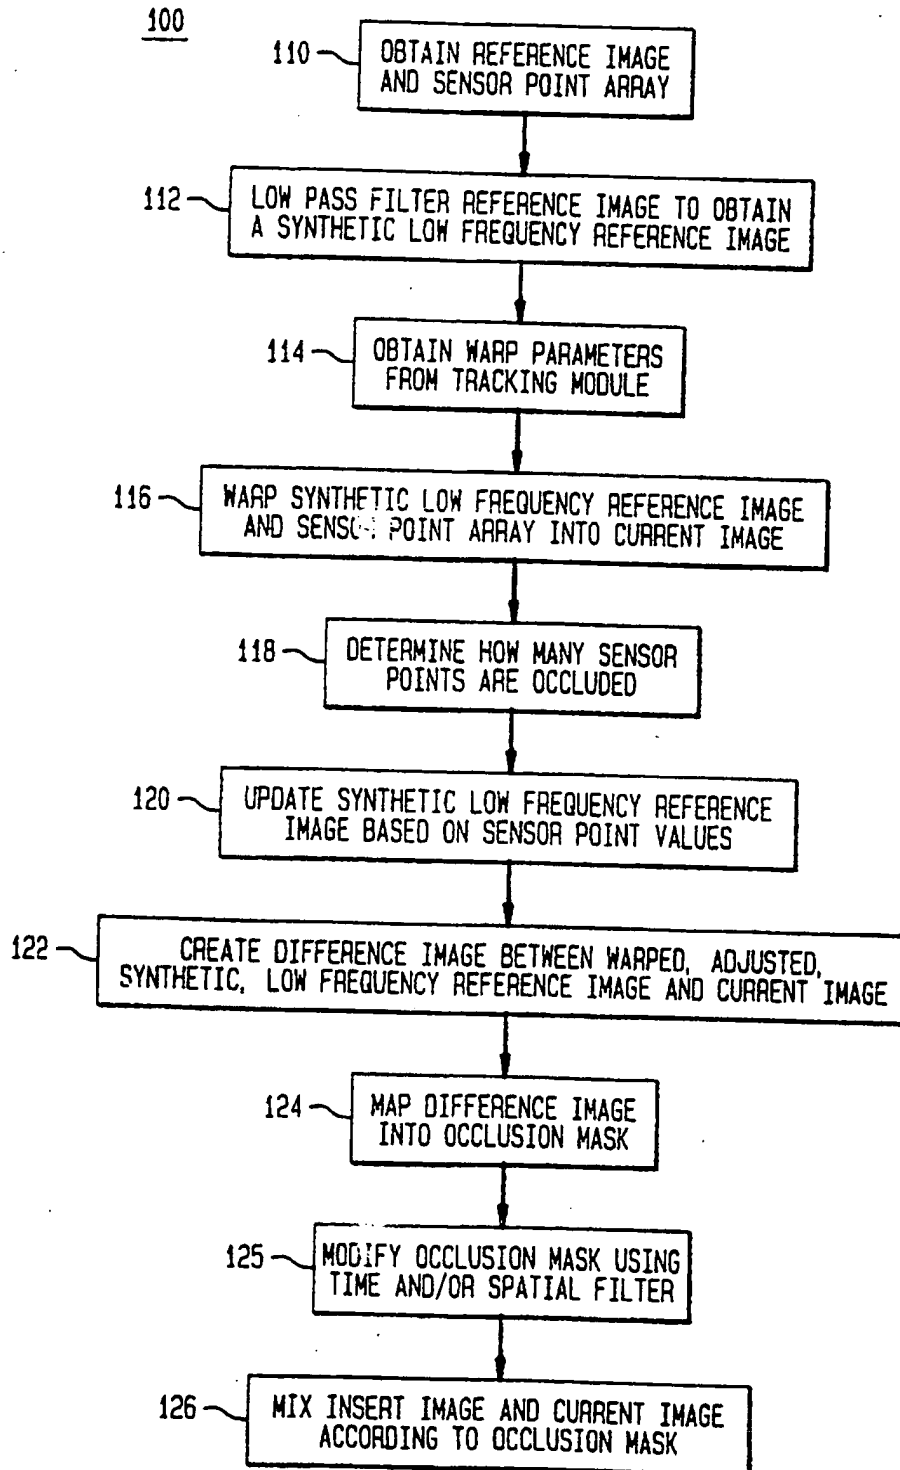 100
110
OBTAIN REFERENCE IMAGE
AND SENSOR POINT ARRAY
112
LOW PASS FILTER REFERENCE IMAGE TO OBTAIN
A SYNTHETIC LOW FREQUENCY REFERENCE IMAGE
114
OBTAIN WARP PARAMETERS
FROM TRACKING MODULE
116
WARP SYNTHETIC LOW FREQUENCY REFERENCE IMAGE
AND SENSOR POINT ARRAY INTO CURRENT IMAGE
118
DETERMINE HOW MANY SENSOR
POINTS ARE OCCLUDED
120
UPDATE SYNTHETIC LOW FREQUENCY REFERENCE
IMAGE BASED ON SENSOR POINT VALUES
122
CREATE DIFFERENCE IMAGE BETWEEN WARPED, ADJUSTED,
SYNTHETIC, LOW FREQUENCY REFERENCE IMAGE AND CURRENT IMAGE
124
MAP DIFFERENCE IMAGE
INTO OCCLUSION MASK
125
MODIFY OCCLUSION MASK USING
TIME AND/OR SPATIAL FILTER
126
MIX INSERT IMAGE AND CURRENT IMAGE
ACCORDING TO OCCLUSION MASK